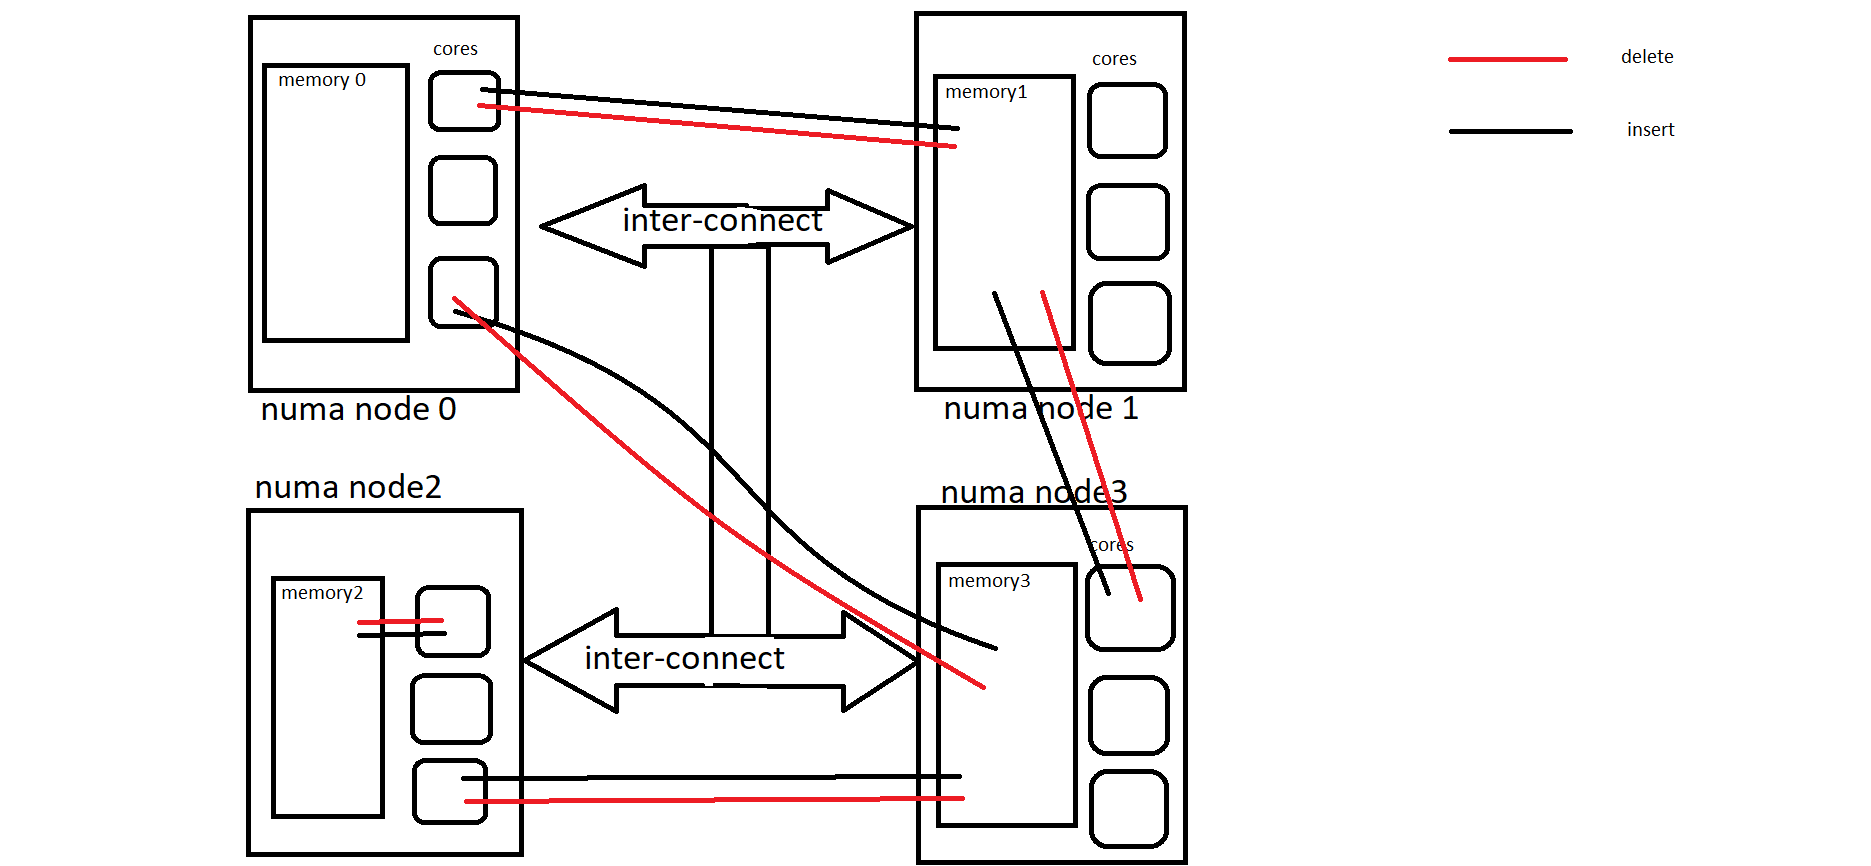 cores
memory 0
cores
memory1
delete
insert
inter-connect
numa node 0
numa node 1
numa node2
numa node3
cores
memory2
memory3
inter-connect